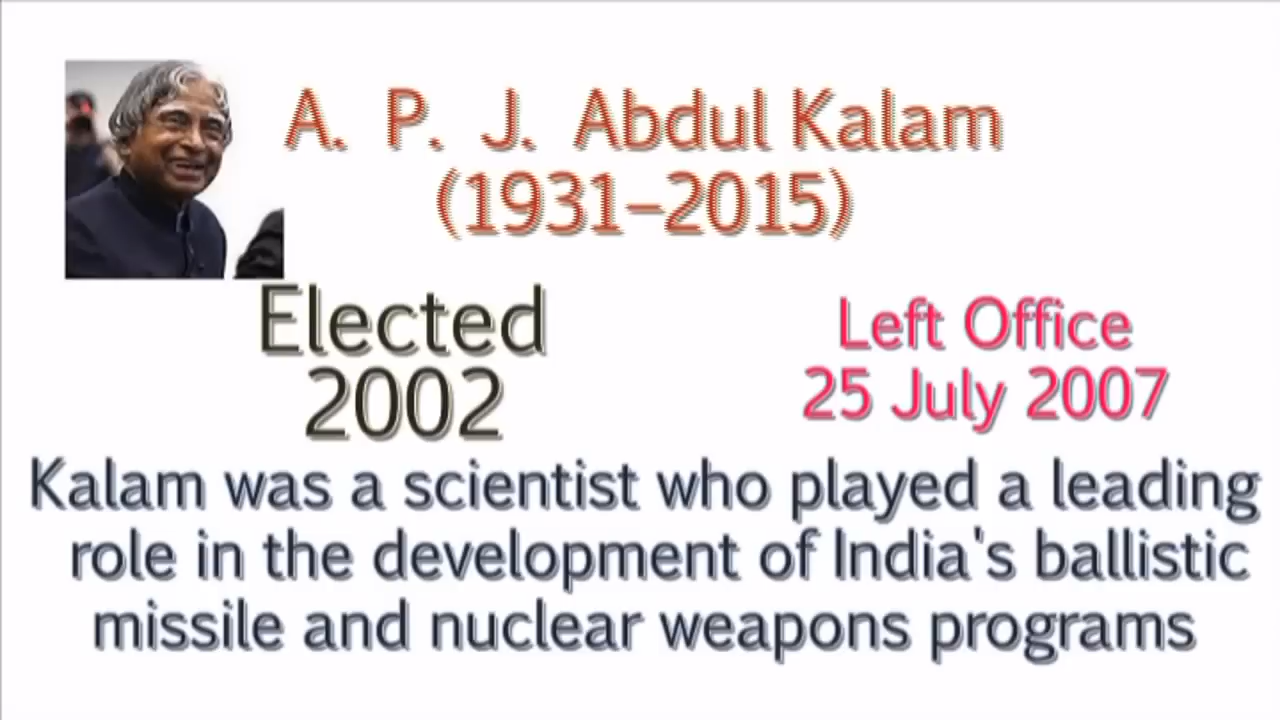 A. P. J. Abdul Kalam
(1931–2015)
Elected
2002
Left Office
25 July 2007
Kalam was a scientist who played a leading
role in the development of India's ballistic
missile and nuclear weapons programs